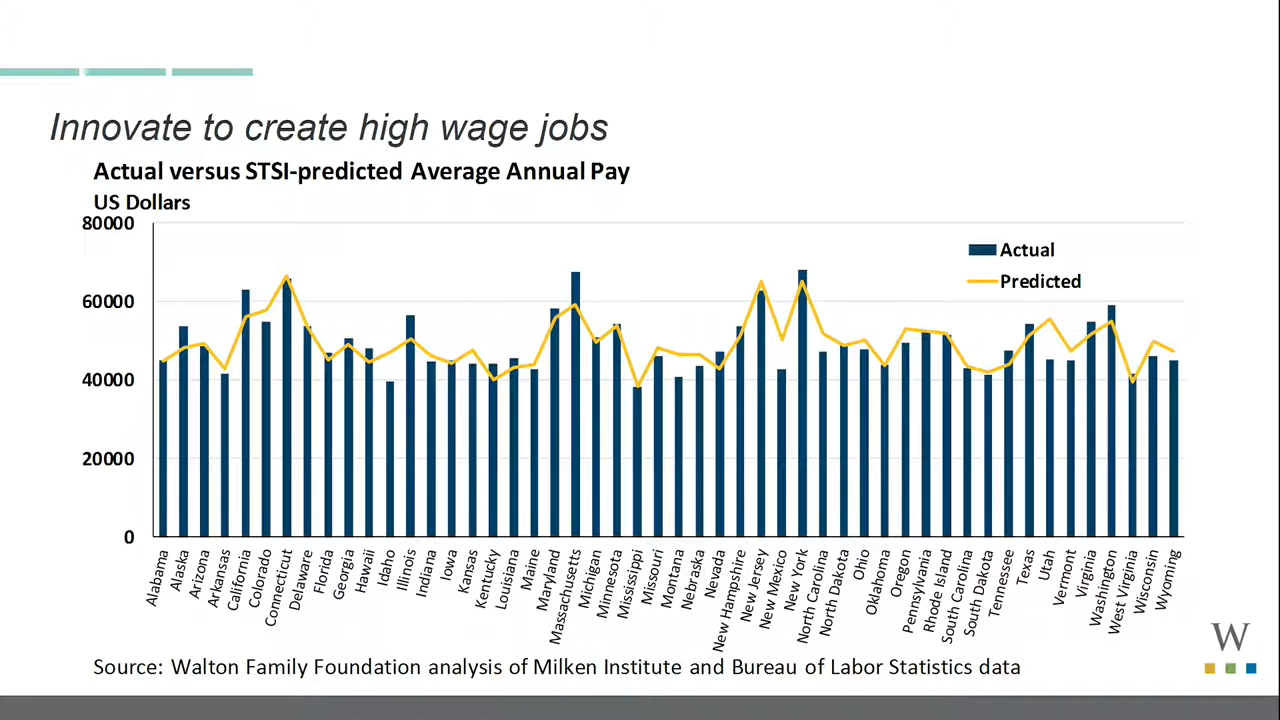 Innovate to create high wage jobs
Actual versus STSI-predicted Average Annual Pay
US Dollars
80000
60000
40000
20000
0
Actual
Predicted
Alabama
Alaska
Arizona
Arkansas
California
Colorado
Connecticut
Delaware
Florida
Georgia
Hawaii
Idaho
Illinois
Indiana
Iowa
Kansas
Kentucky
Louisiana
Maine
Maryland
Massachusetts
Michigan
Minnesota
Mississippi
Missouri
Montana
Nebraska
Nevada
New Hampshire
New Jersey
New Mexico
New York
North Carolina
North Dakota
Ohio
Oklahoma
Oregon
Pennsylvania
Rhode Island
South Carolina
South Dakota
Tennessee
Texas
Utah
Vermont
Virginia
Washington
West Virginia
Wisconsin
Wyoming
W
Source: Walton Family Foundation analysis of Milken Institute and Bureau of Labor Statistics data